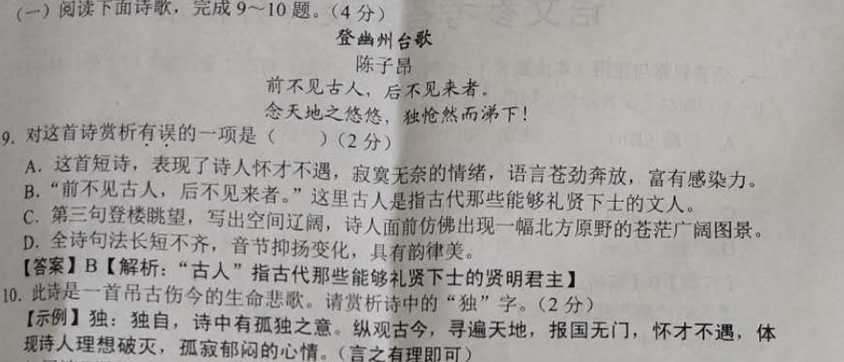 （一）阅读下面诗歌，完成9～10题。（4分）
登幽州台歌
陈子昂
前不见古人，后不见来者。
念天地之悠悠，独怆然而涕下！
9. 对这首诗赏析有误的一项是（　　）（2分）
A．这首短诗，表现了诗人怀才不遇，寂寞无奈的情绪，语言苍劲奔放，富有感染力。
B．“前不见古人，后不见来者。”这里古人是指古代那些能够礼贤下士的文人。
C．第三句登楼眺望，写出空间辽阔，诗人面前仿佛出现一幅北方原野的苍茫广阔图景。
D．全诗句法长短不齐，音节抑扬变化，具有韵律美。
【答案】B【解析：“古人”指古代那些能够礼贤下士的贤明君主】
10. 此诗是一首吊古伤今的生命悲歌。请赏析诗中的“独”字。（2分）
【示例】独：独自，诗中有孤独之意。纵观古今，寻遍天地，报国无门，怀才不遇，体
现诗人理想破灭，孤寂郁闷的心情。（言之有理即可）